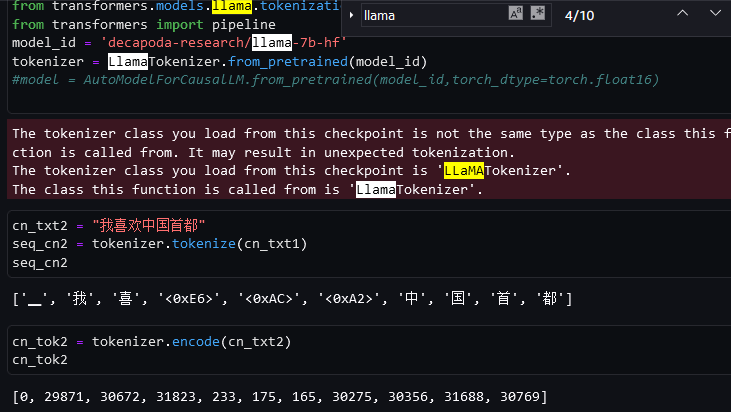 from transformers.models.llama.tokenizati
llama
4/10
from transformers import pipeline
model_id = 'decapoda-research/llama-7b-hf'
tokenizer = LlamaTokenizer.from_pretrained(model_id)
#model = AutoModelForCausalLM.from_pretrained(model_id,torch_dtype=torch.float16)
The tokenizer class you load from this checkpoint is not the same type as the class this f
ction is called from. It may result in unexpected tokenization.
The tokenizer class you load from this checkpoint is 'LLaMATokenizer'.
The class this function is called from is 'LlamaTokenizer'.
cn_txt2 = "我喜欢中国首都"
seq_cn2 = tokenizer.tokenize(cn_txt1)
seq_cn2
['▁', '我', '喜', '<0xE6>', '<0xAC>', '<0xA2>', '中', '国', '首', '都']
cn_tok2 = tokenizer.encode(cn_txt2)
cn_tok2
[0, 29871, 30672, 31823, 233, 175, 165, 30275, 30356, 31688, 30769]